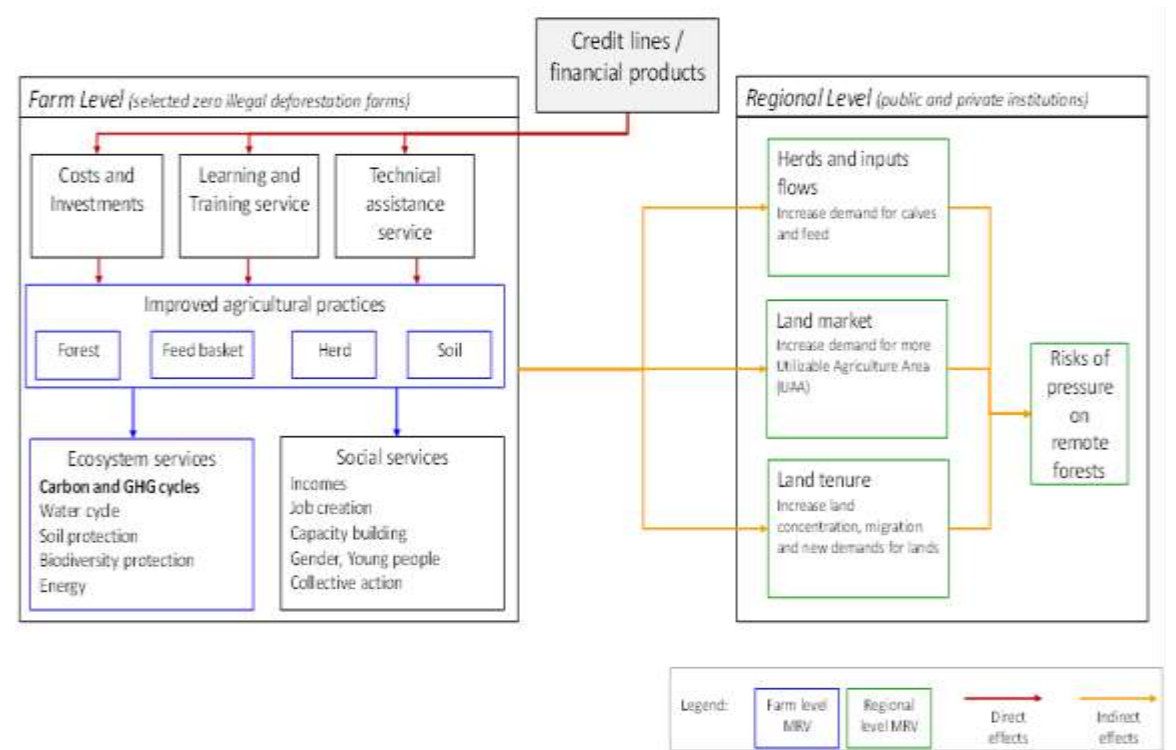 Credit lines /
financial products
Farm Level (selected zero illegal deforestation farms)
Costs and
Investments
Learning and
Training service
Technical
assistance
service
Improved agricultural practices
Forest
Feed basket
Herd
Soil
Ecosystem services
Carbon and GHG cycles
Water cycle
Soil protection
Biodiversity protection
Energy
Social services
Incomes
Job creation
Capacity building
Gender, Young people
Collective action
Regional Level (public and private institutions)
Herds and inputs
flows
Increase demand for calves
and feed
Land market
Increase demand for more
Utilizable Agriculture Area
(UAA)
Land tenure
Increase land
concentration, migration
and new demands for lands
Risks of
pressure
on
remote
forests
Legend:
Farm level
MRV
Regional
level MRV
Direct
effects
Indirect
effects